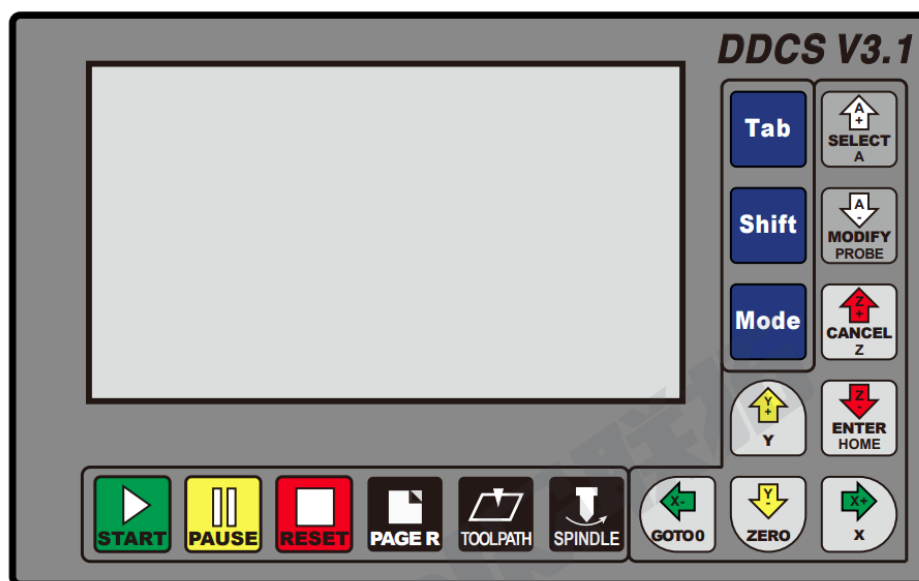 DDCS V3.1
Tab
A
+
SELECT
A
Shift
A
-
MODIFY
PROBE
Mode
Z
+
CANCEL
Z
Y
+
Y
Z
-
ENTER
HOME
START
PAUSE
RESET
PAGE R
TOOLPATH
SPINDLE
X-
GOTO0
Y
-
ZERO
X+
X